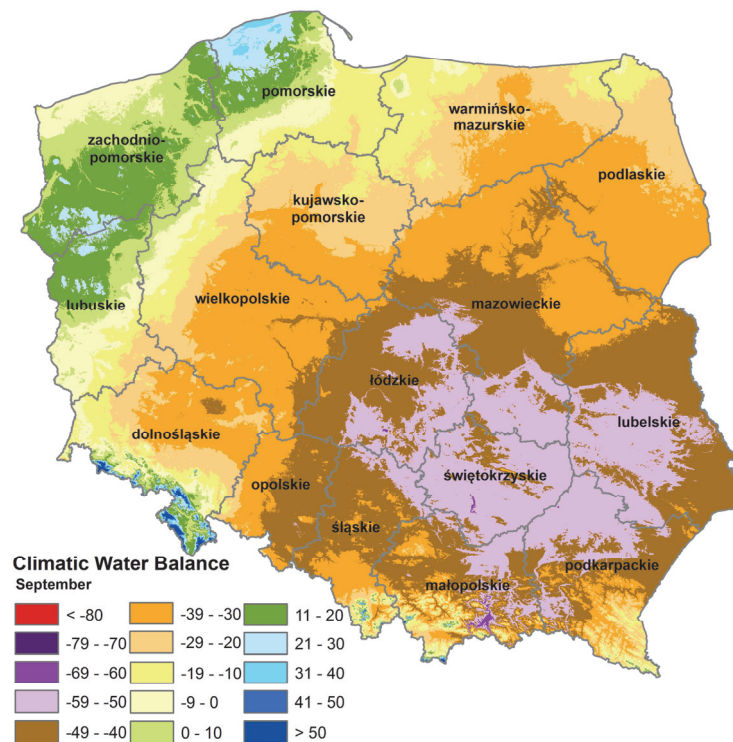 pomorskie
warmińsko-
mazurskie
zachodnio-
pomorskie
podlaskie
kujawsko-
pomorskie
wielkopolskie
mazowieckie
lubuskie
łódzkie
lubelskie
dolnośląskie
świętokrzyskie
opolskie
śląskie
podkarpackie
małopolskie
Climatic Water Balance
September
< -80 -39 - -30 11 - 20
-79 - -70 -29 - -20 21 - 30
-69 - -60 -19 - -10 31 - 40
-59 - -50 -9 - 0 41 - 50
-49 - -40 0 - 10 > 50